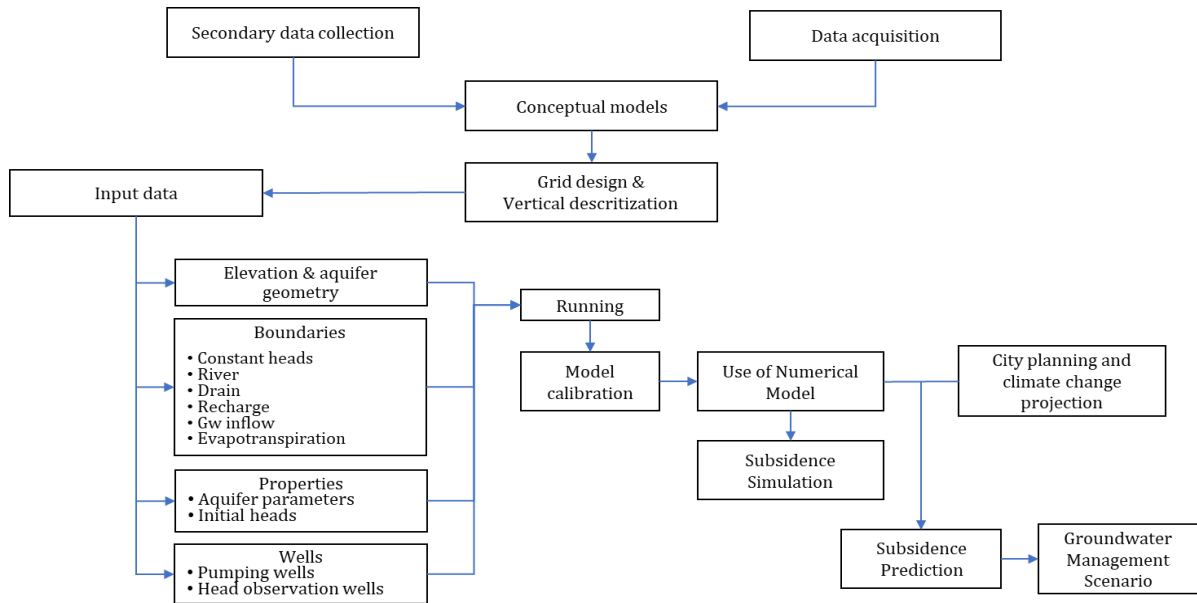 Secondary data collection
Data acquisition
Conceptual models
Grid design &
Vertical descritization
Input data
Elevation & aquifer
geometry
Boundaries
• Constant heads
• River
• Drain
• Recharge
• Gw inflow
• Evapotranspiration
Properties
• Aquifer parameters
• Initial heads
Wells
• Pumping wells
• Head observation wells
Running
Model
calibration
Use of Numerical
Model
City planning and
climate change
projection
Subsidence
Simulation
Subsidence
Prediction
Groundwater
Management
Scenario